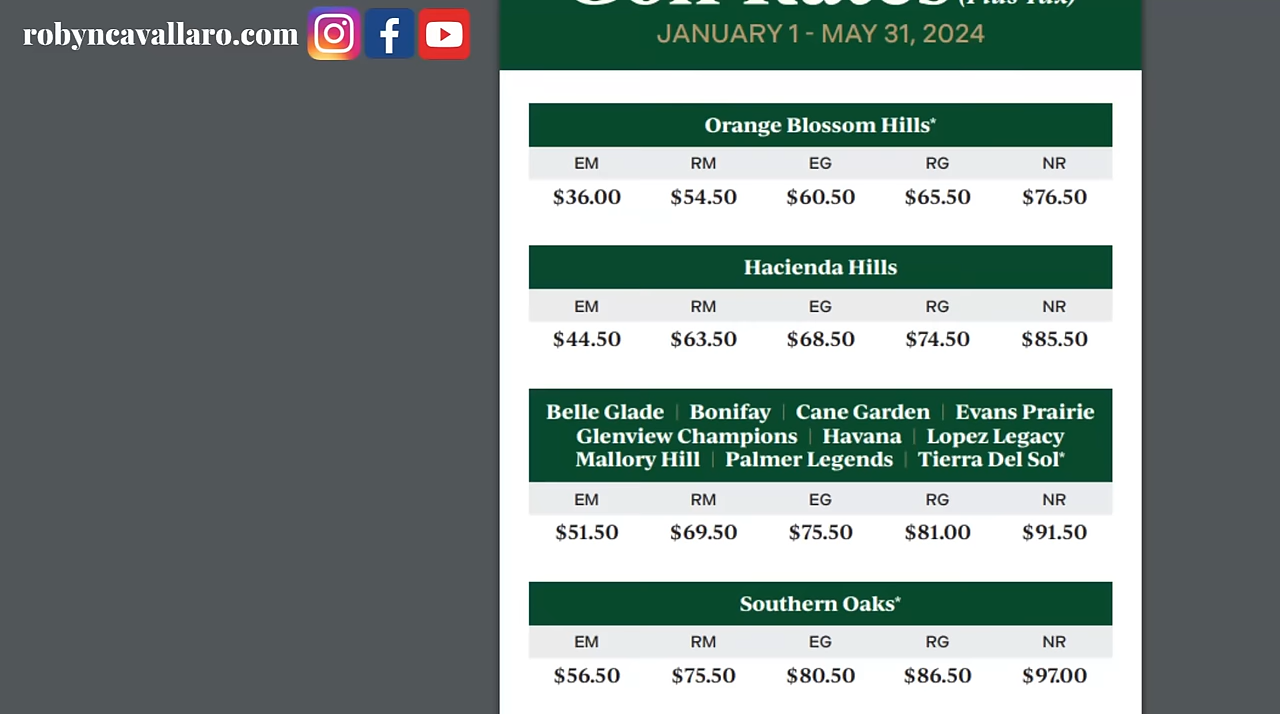 robyncavallaro.com
Golf Rates (Plus Tax)
JANUARY 1 - MAY 31, 2024
Orange Blossom Hills*
EM RM EG RG NR
$36.00 $54.50 $60.50 $65.50 $76.50
Hacienda Hills
EM RM EG RG NR
$44.50 $63.50 $68.50 $74.50 $85.50
Belle Glade | Bonifay | Cane Garden | Evans Prairie
Glenview Champions | Havana | Lopez Legacy
Mallory Hill | Palmer Legends | Tierra Del Sol*
EM RM EG RG NR
$51.50 $69.50 $75.50 $81.00 $91.50
Southern Oaks*
EM RM EG RG NR
$56.50 $75.50 $80.50 $86.50 $97.00